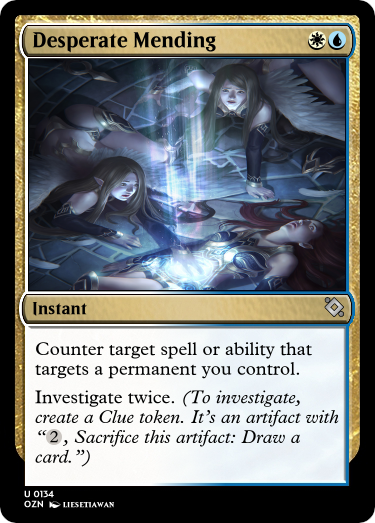 Desperate Mending
Instant
Counter target spell or ability that
targets a permanent you control.
Investigate twice. (To investigate,
create a Clue token. It's an artifact with
“2, Sacrifice this artifact: Draw a
card.”)
U 0134
OZN LIESETIAWAN